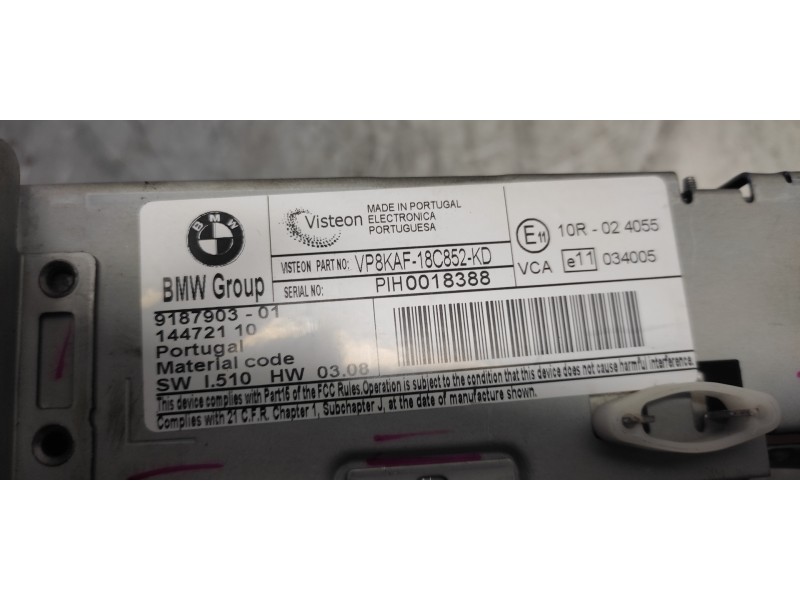 BMW
BMW Group
Visteon
MADE IN PORTUGAL
ELECTRONICA
PORTUGUESA
VISTEON PART NO: VP8KAF-18C852-KD
SERIAL NO: PIH0018388
E11 10R - 02 4055
VCA e11 034005
9187903 - 01
144721 10
Portugal
Material code
SW 1.510 HW 03.08
This device complies with Part15 of the FCC Rules.Operation is subject to the condition that this device does not cause harmful interference.
Complies with 21 C.F.R. Chapter 1, Subchapter J, at the date of manufacture shown.